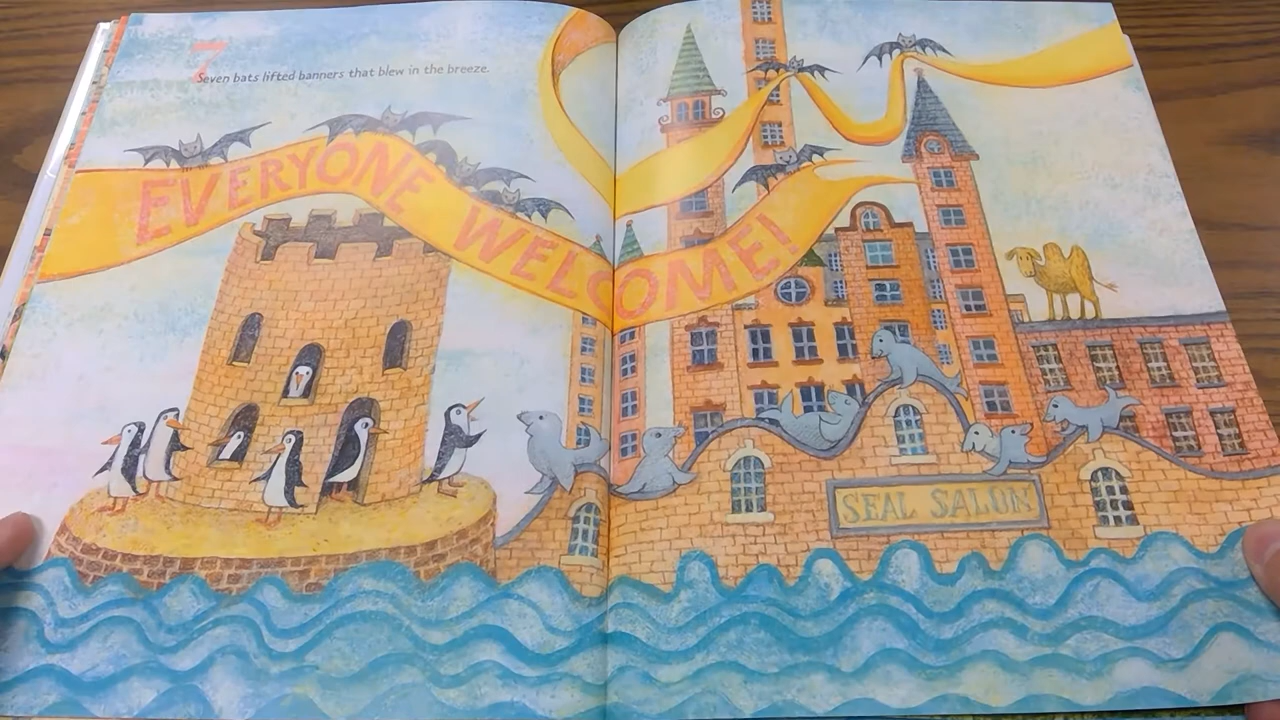 7
Seven bats lifted banners that blew in the breeze.
EVERYONE WELCOME!
SEAL SALON